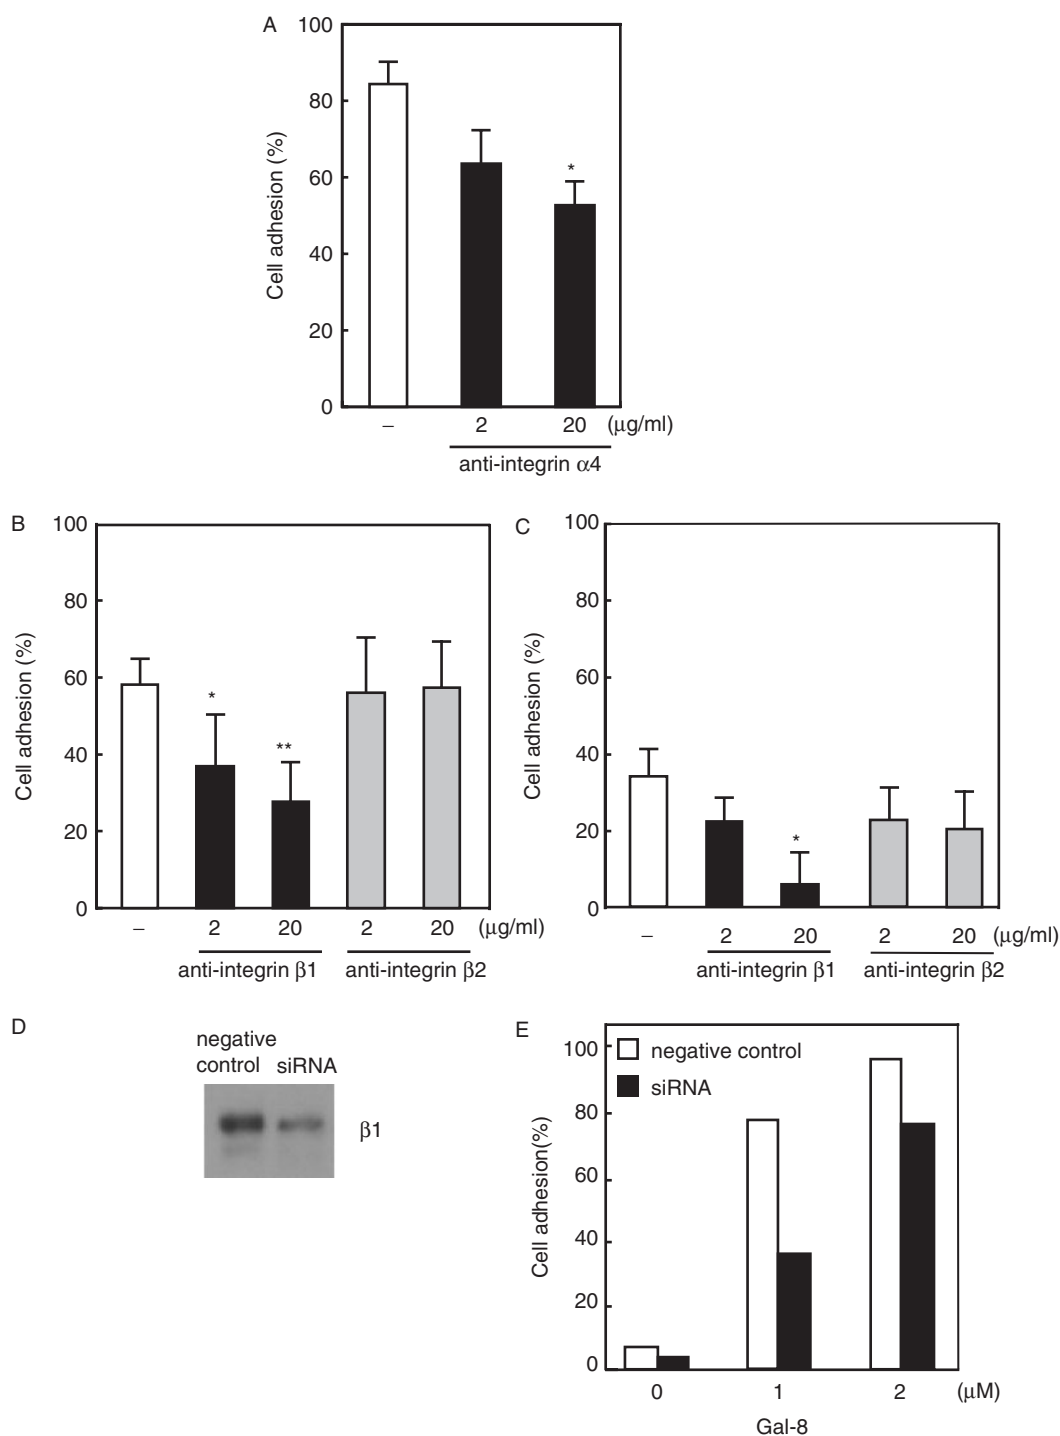 A
100
80
60
40
20
0
Cell adhesion (%)
*
– 2 20 (μg/ml)
anti-integrin α4
B
100
80
60
40
20
0
Cell adhesion (%)
*
**
– 2 20 2 20 (μg/ml)
anti-integrin β1 anti-integrin β2
C
100
80
60
40
20
0
Cell adhesion (%)
*
– 2 20 2 20 (μg/ml)
anti-integrin β1 anti-integrin β2
D
negative
control siRNA
β1
E
100
80
60
40
20
0
Cell adhesion(%)
negative control
siRNA
0 1 2 (μM)
Gal-8